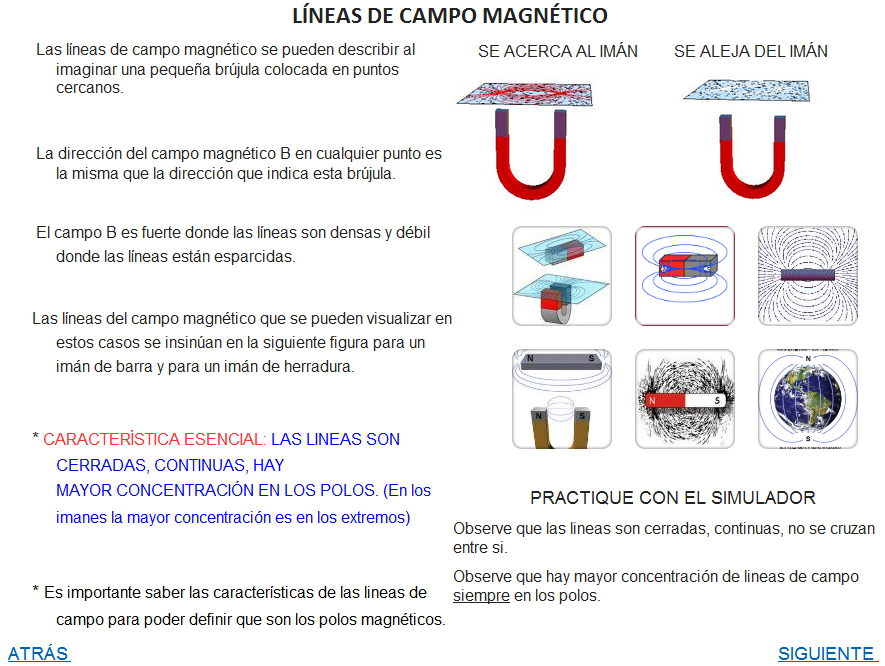 LÍNEAS DE CAMPO MAGNÉTICO
Las líneas de campo magnético se pueden describir al
imaginar una pequeña brújula colocada en puntos
cercanos.
La dirección del campo magnético B en cualquier punto es
la misma que la dirección que indica esta brújula.
El campo B es fuerte donde las líneas son densas y débil
donde las líneas están esparcidas.
Las líneas del campo magnético que se pueden visualizar en
estos casos se insinúan en la siguiente figura para un
imán de barra y para un imán de herradura.
* CARACTERÍSTICA ESENCIAL: LAS LINEAS SON
CERRADAS, CONTINUAS, HAY
MAYOR CONCENTRACIÓN EN LOS POLOS. (En los
imanes la mayor concentración es en los extremos)
* Es importante saber las características de las lineas de
campo para poder definir que son los polos magnéticos.
SE ACERCA AL IMÁN
SE ALEJA DEL IMÁN
N S
N S
N S
N
S
PRACTIQUE CON EL SIMULADOR
Observe que las lineas son cerradas, continuas, no se cruzan
entre si.
Observe que hay mayor concentración de lineas de campo
siempre en los polos.
ATRÁS
SIGUIENTE